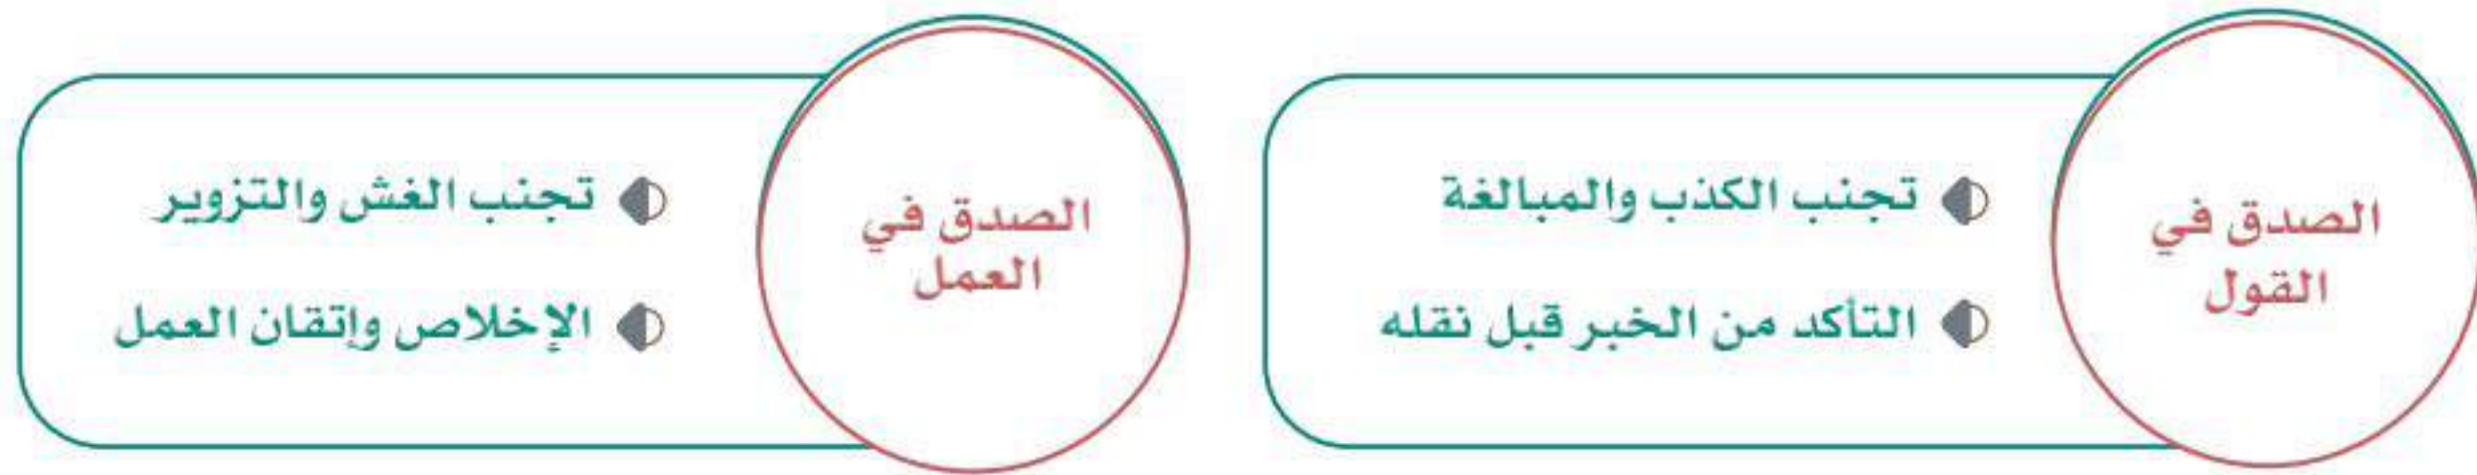 الصدق في
القول
تجنب الكذب والمبالغة
التأكد من الخبر قبل نقله
الصدق في
العمل
تجنب الغش والتزوير
الإخلاص وإتقان العمل